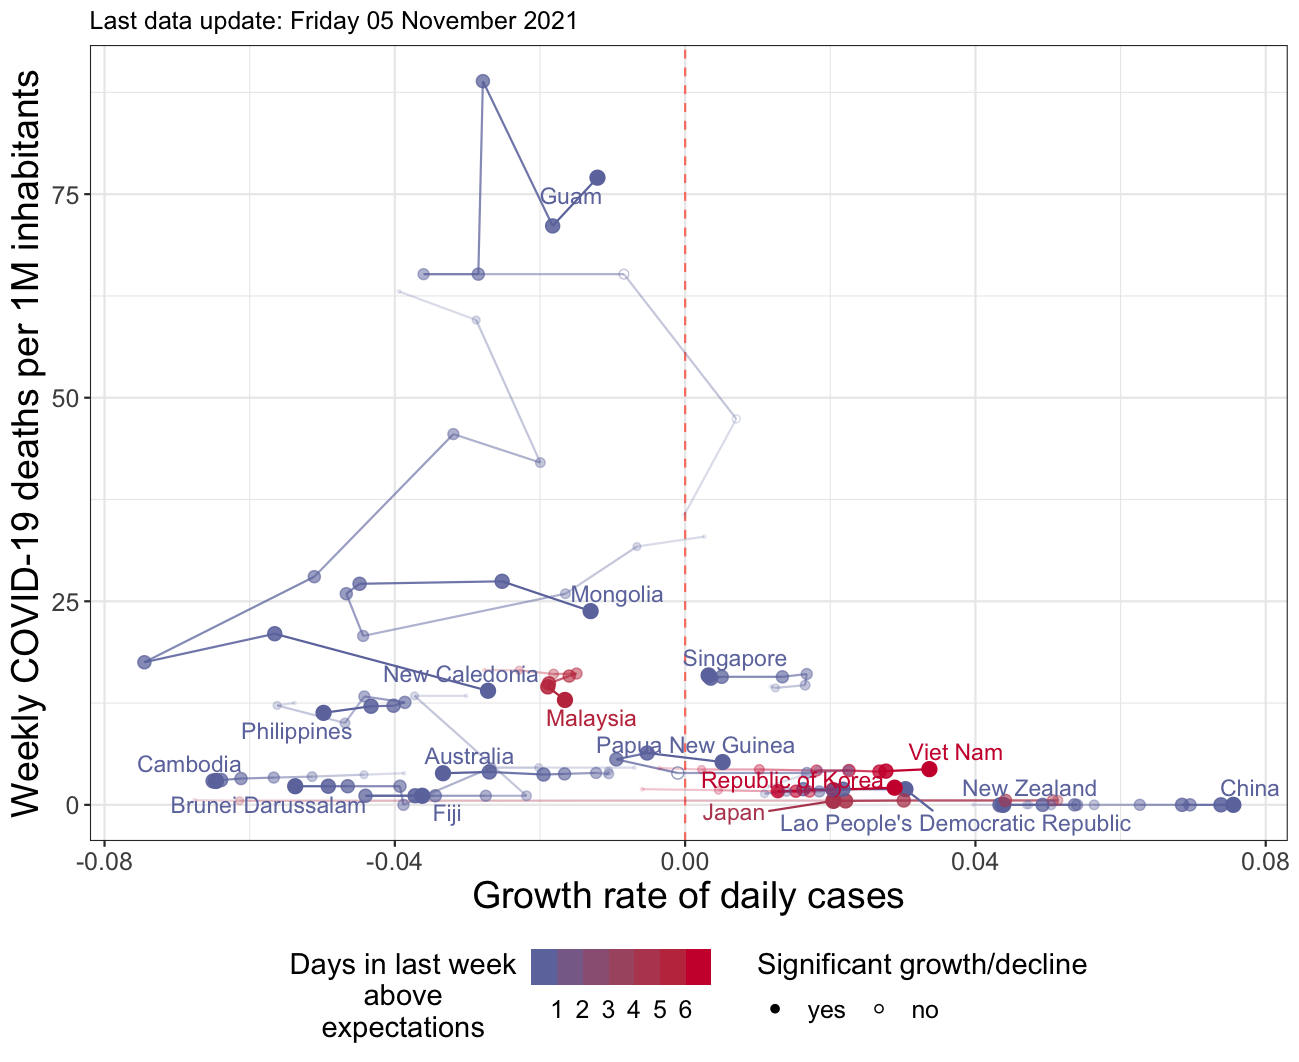 Last data update: Friday 05 November 2021
Weekly COVID-19 deaths per 1M inhabitants
75
50
25
0
Guam
Mongolia
Singapore
New Caledonia
Malaysia
Philippines
Papua New Guinea
Viet Nam
Australia
Cambodia
Republic of Korea
New Zealand
China
Brunei Darussalam
Fiji
Japan
Lao People's Democratic Republic
-0.08 -0.04 0.00 0.04 0.08
Growth rate of daily cases
Days in last week
above
expectations
1 2 3 4 5 6
Significant growth/decline
yes no